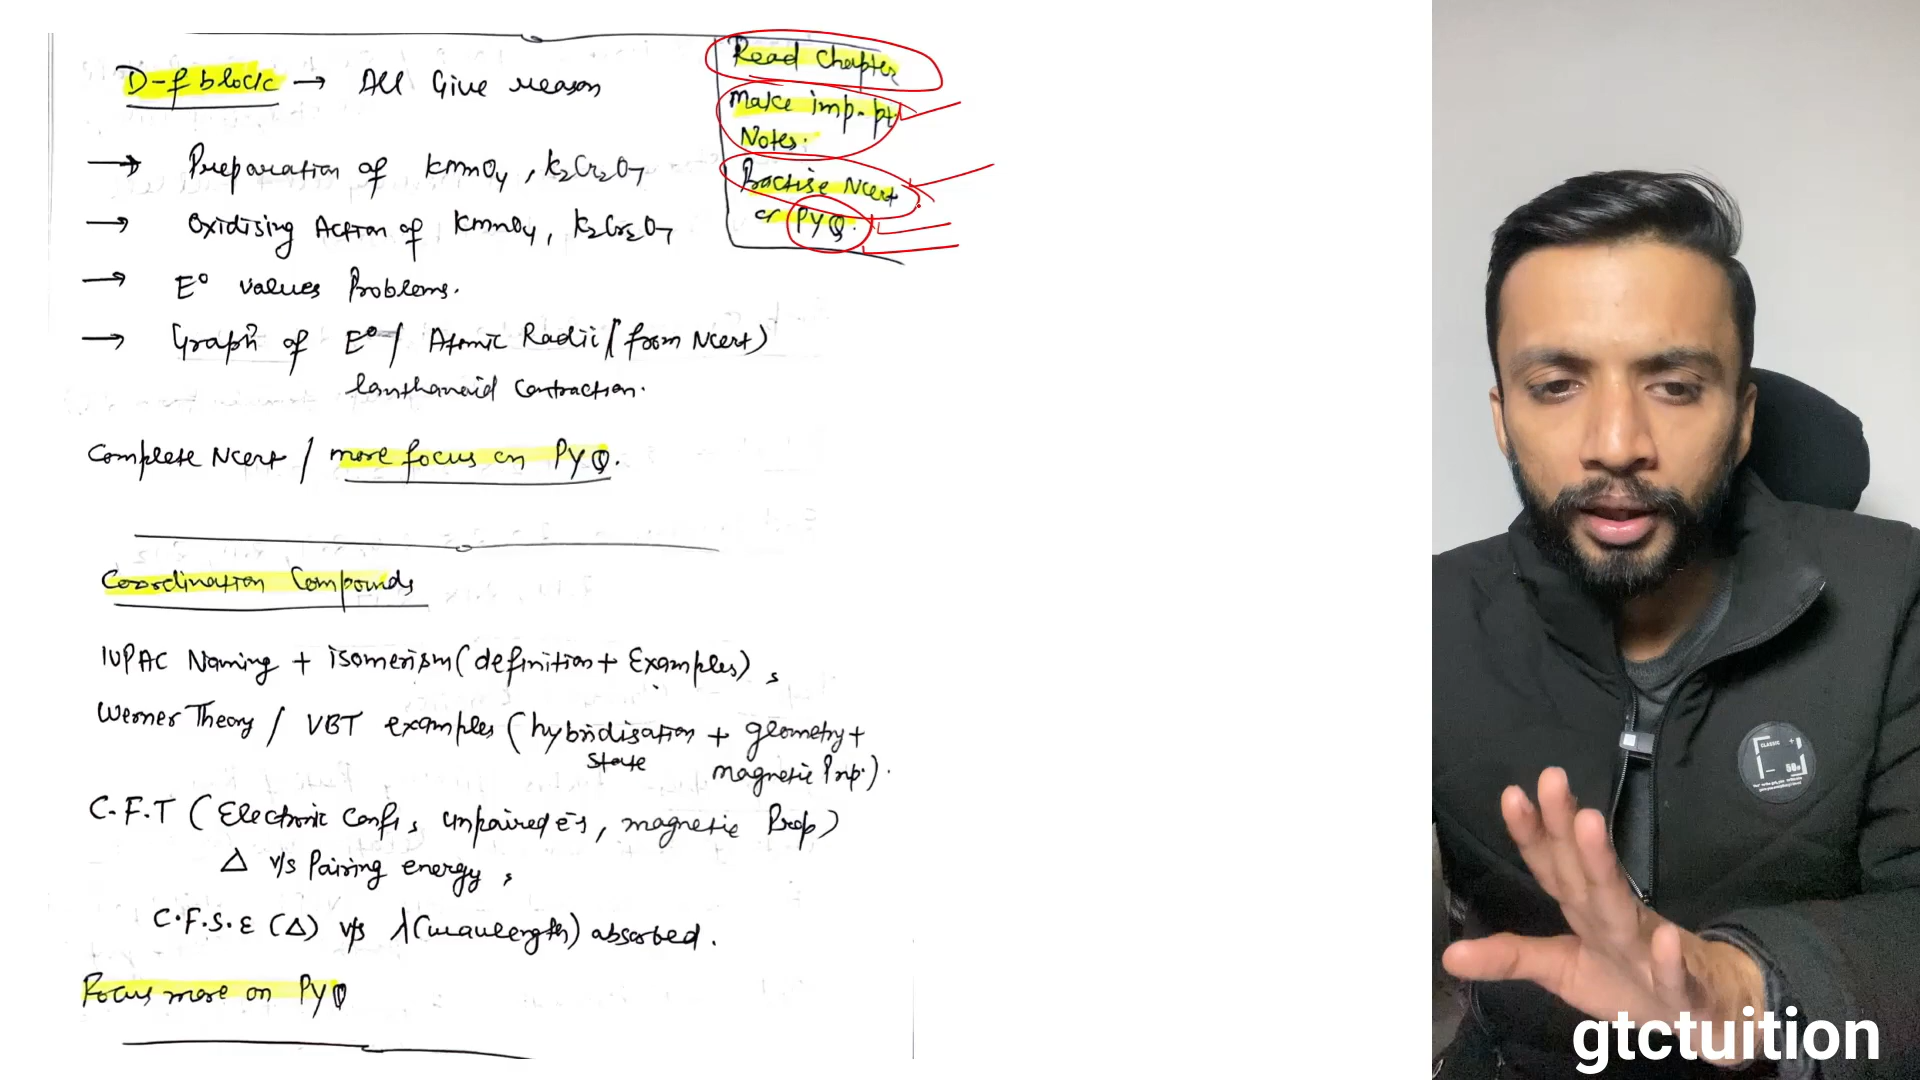 D-f block → All Give reason
→ Preparation of KMnO4, K2Cr2O7
→ Oxidising Action of KMnO4, K2Cr2O7
→ E° values Problems.
→ Graph of E° / Atomic Radii / (from Ncert)
lanthanoid Contraction.
Complete Ncert / more focus on PYQ.
Read Chapter
Make imp. pt
Notes.
Practise Ncert
or PYQ.
Coordination Compounds
IUPAC Naming + isomerism (definition + Examples),
Werner Theory / VBT examples (hybridisation + geometry +
state magnetic Prop.).
C.F.T (Electronic Confi, unpaired e-s, magnetic Prop)
Δ v/s Pairing energy,
C.F.S.E (Δ) v/s λ (wavelength) absorbed.
Focus more on PYQ
CLASSIC
gtctuition